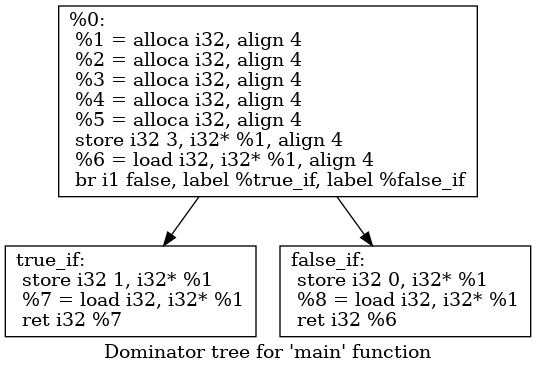 %0:
%1 = alloca i32, align 4
%2 = alloca i32, align 4
%3 = alloca i32, align 4
%4 = alloca i32, align 4
%5 = alloca i32, align 4
store i32 3, i32* %1, align 4
%6 = load i32, i32* %1, align 4
br i1 false, label %true_if, label %false_if
true_if:
store i32 1, i32* %1
%7 = load i32, i32* %1
ret i32 %7
false_if:
store i32 0, i32* %1
%8 = load i32, i32* %1
ret i32 %6
Dominator tree for 'main' function